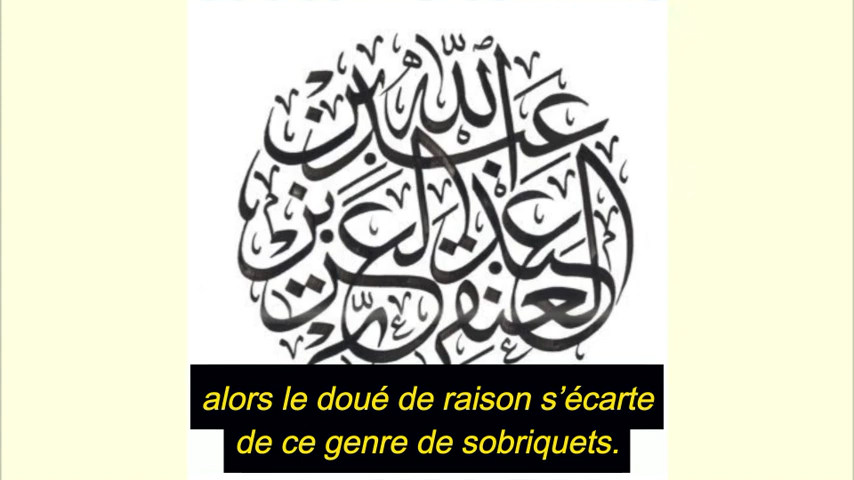 عبد الله بن
عبد العزيز
العنقري
alors le doué de raison s’écarte
de ce genre de sobriquets.